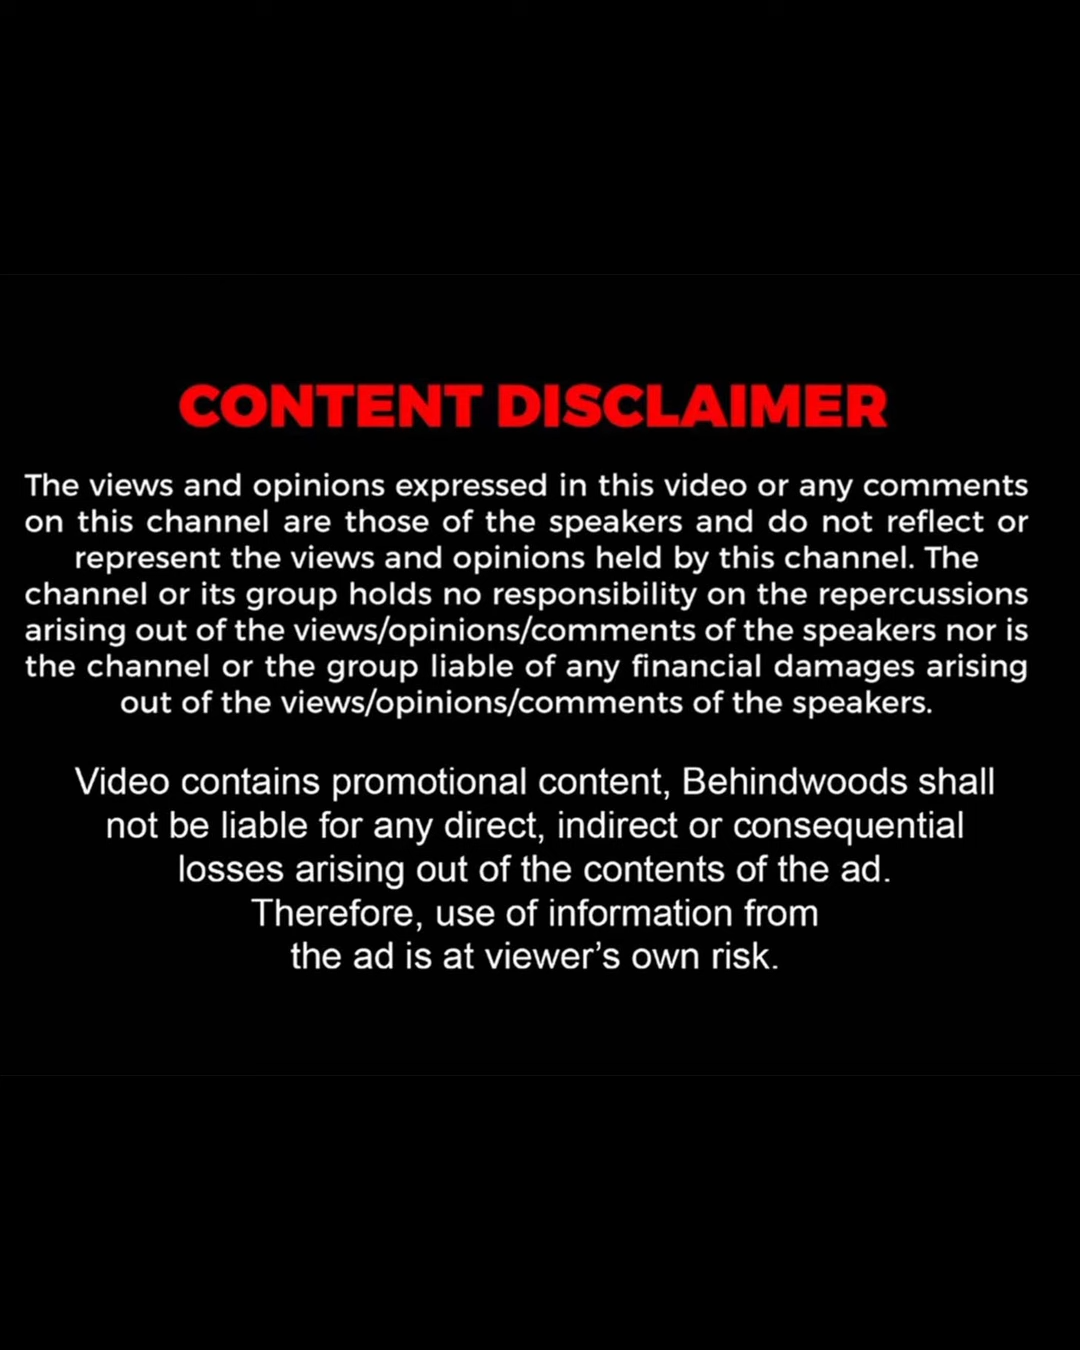 CONTENT DISCLAIMER
The views and opinions expressed in this video or any comments
on this channel are those of the speakers and do not reflect or
represent the views and opinions held by this channel. The
channel or its group holds no responsibility on the repercussions
arising out of the views/opinions/comments of the speakers nor is
the channel or the group liable of any financial damages arising
out of the views/opinions/comments of the speakers.
Video contains promotional content, Behindwoods shall
not be liable for any direct, indirect or consequential
losses arising out of the contents of the ad.
Therefore, use of information from
the ad is at viewer’s own risk.